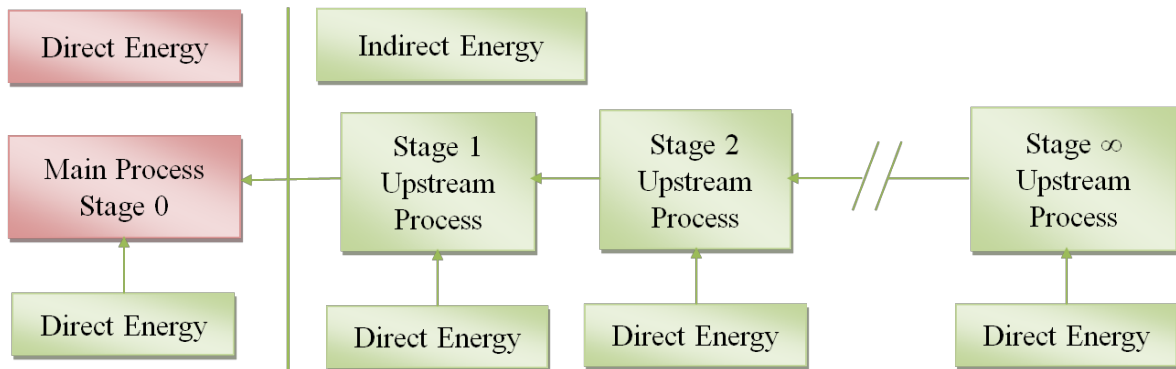 Direct Energy
Indirect Energy
Main Process
Stage 0
Stage 1
Upstream
Process
Stage 2
Upstream
Process
Stage ∞
Upstream
Process
Direct Energy
Direct Energy
Direct Energy
Direct Energy